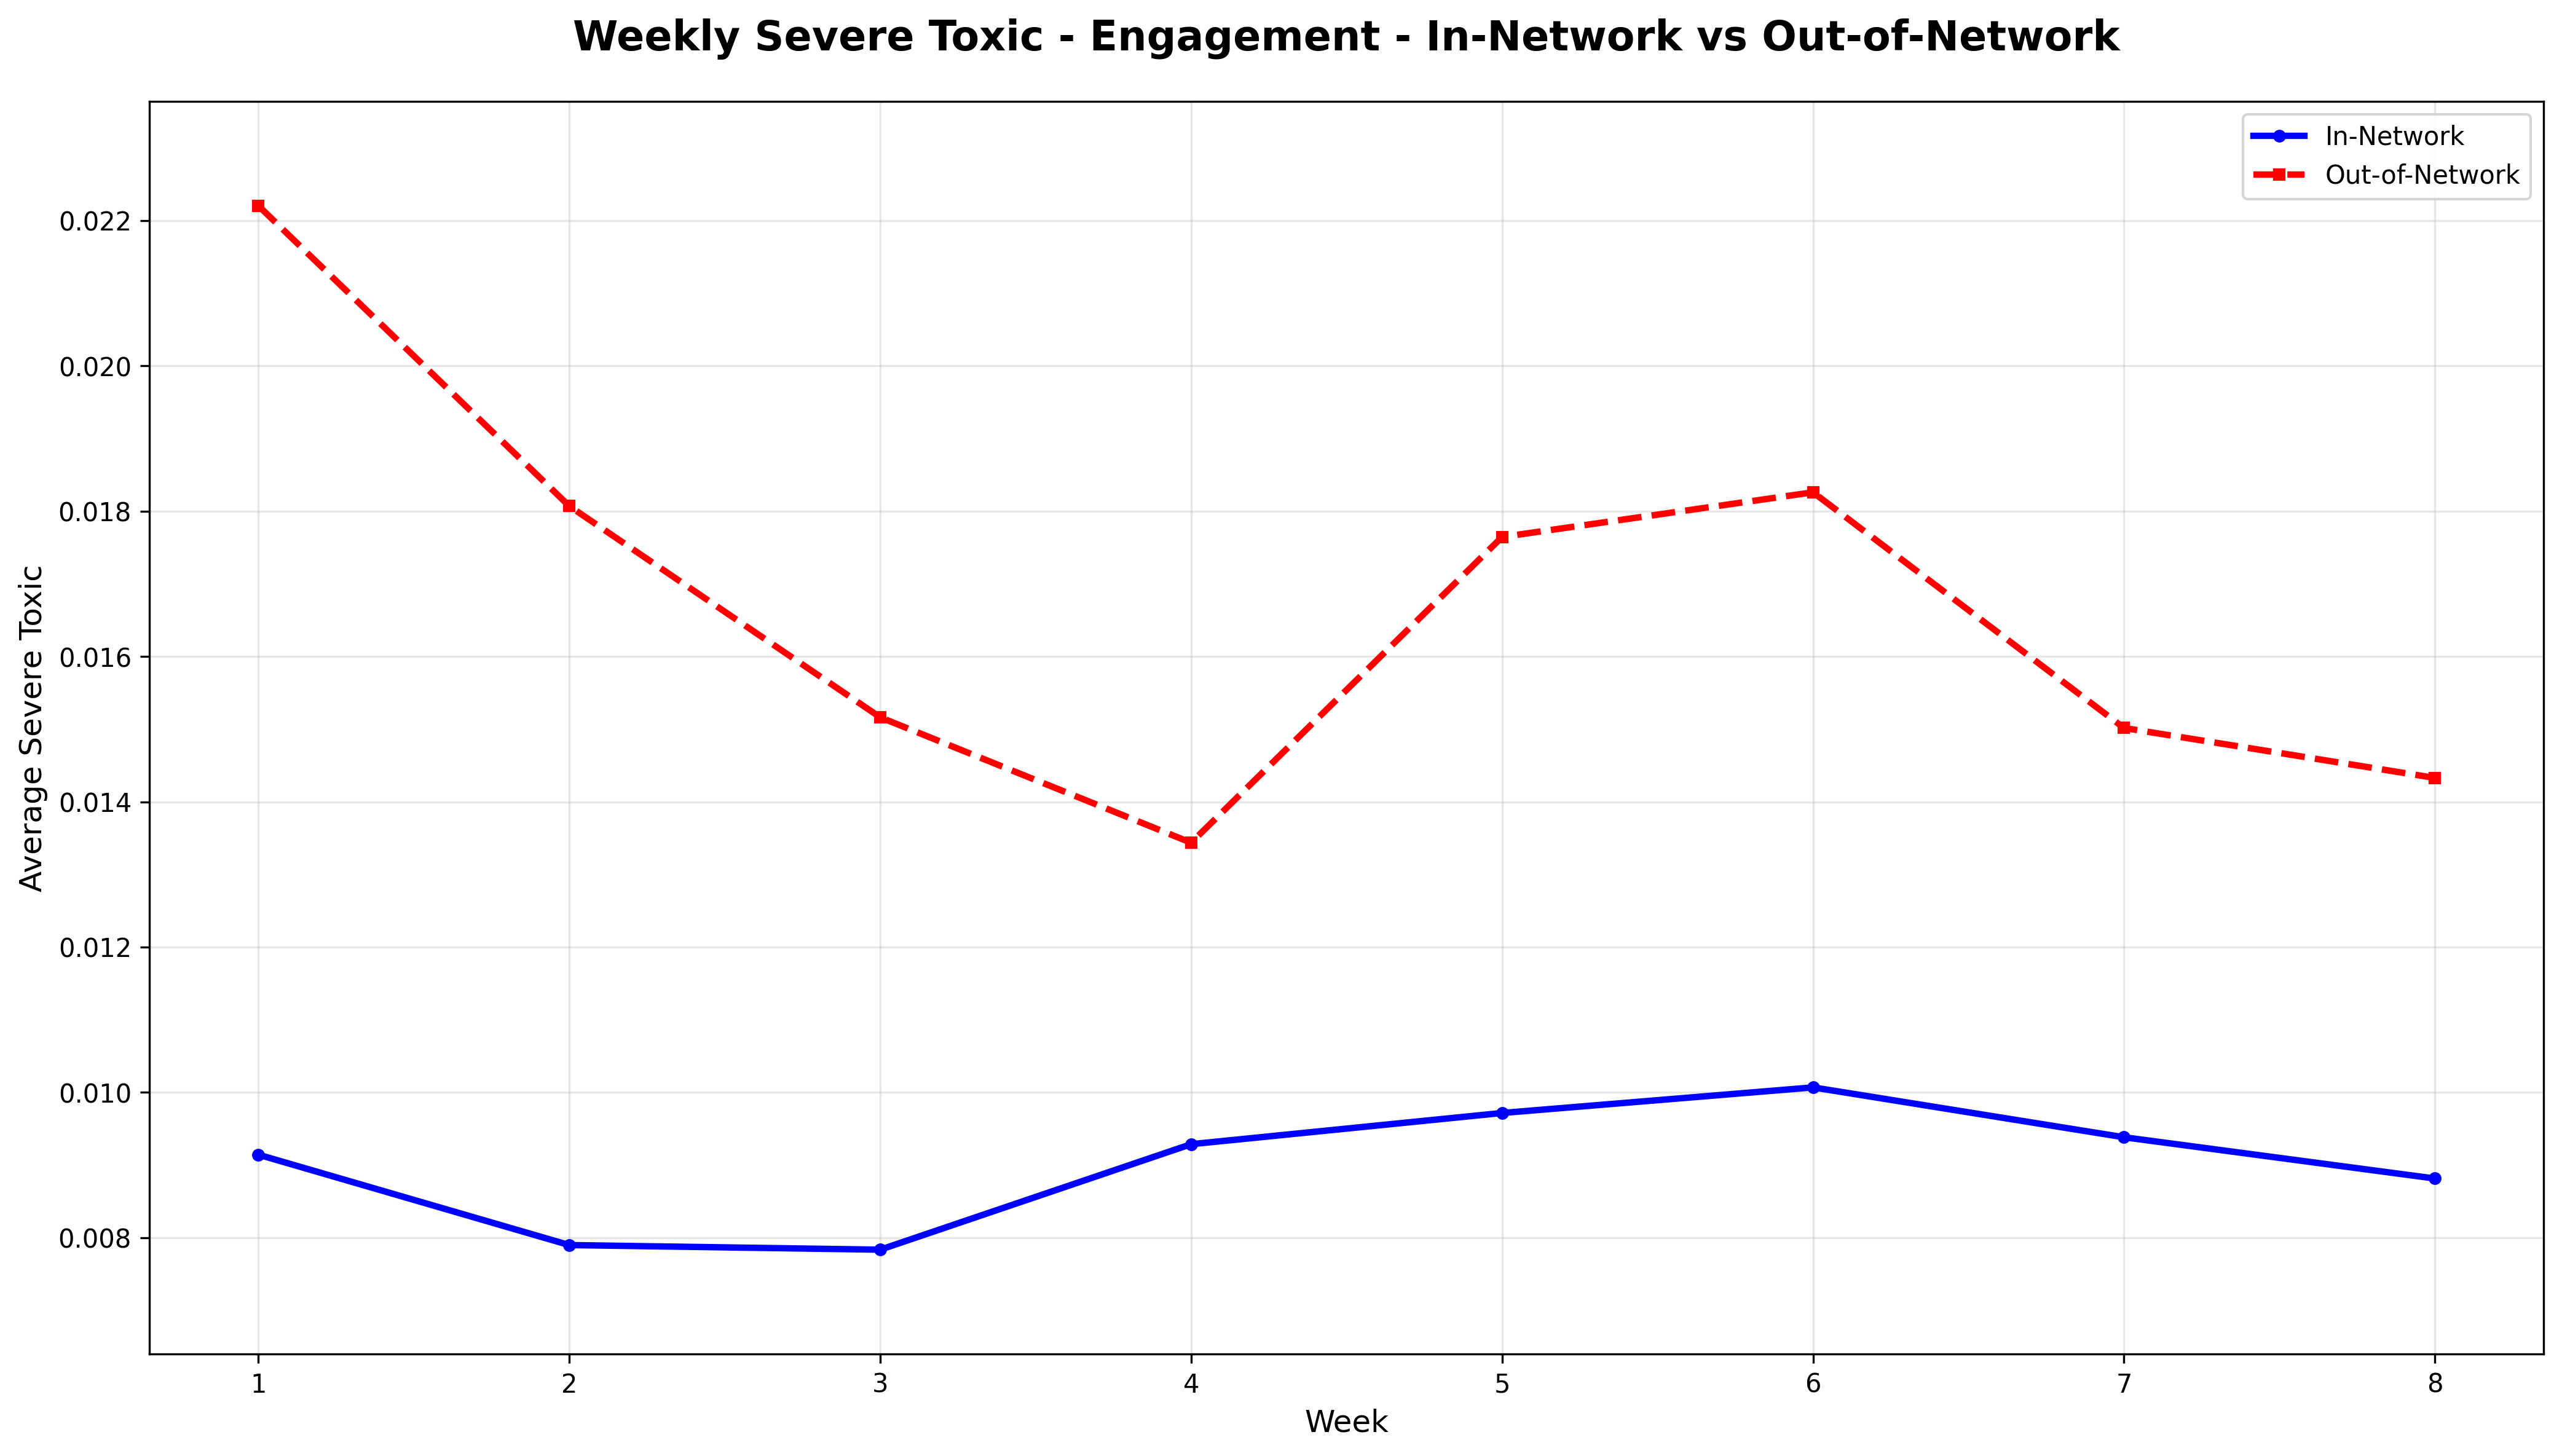 Weekly Severe Toxic - Engagement - In-Network vs Out-of-Network
In-Network
Out-of-Network
Average Severe Toxic
0.022
0.020
0.018
0.016
0.014
0.012
0.010
0.008
1 2 3 4 5 6 7 8
Week